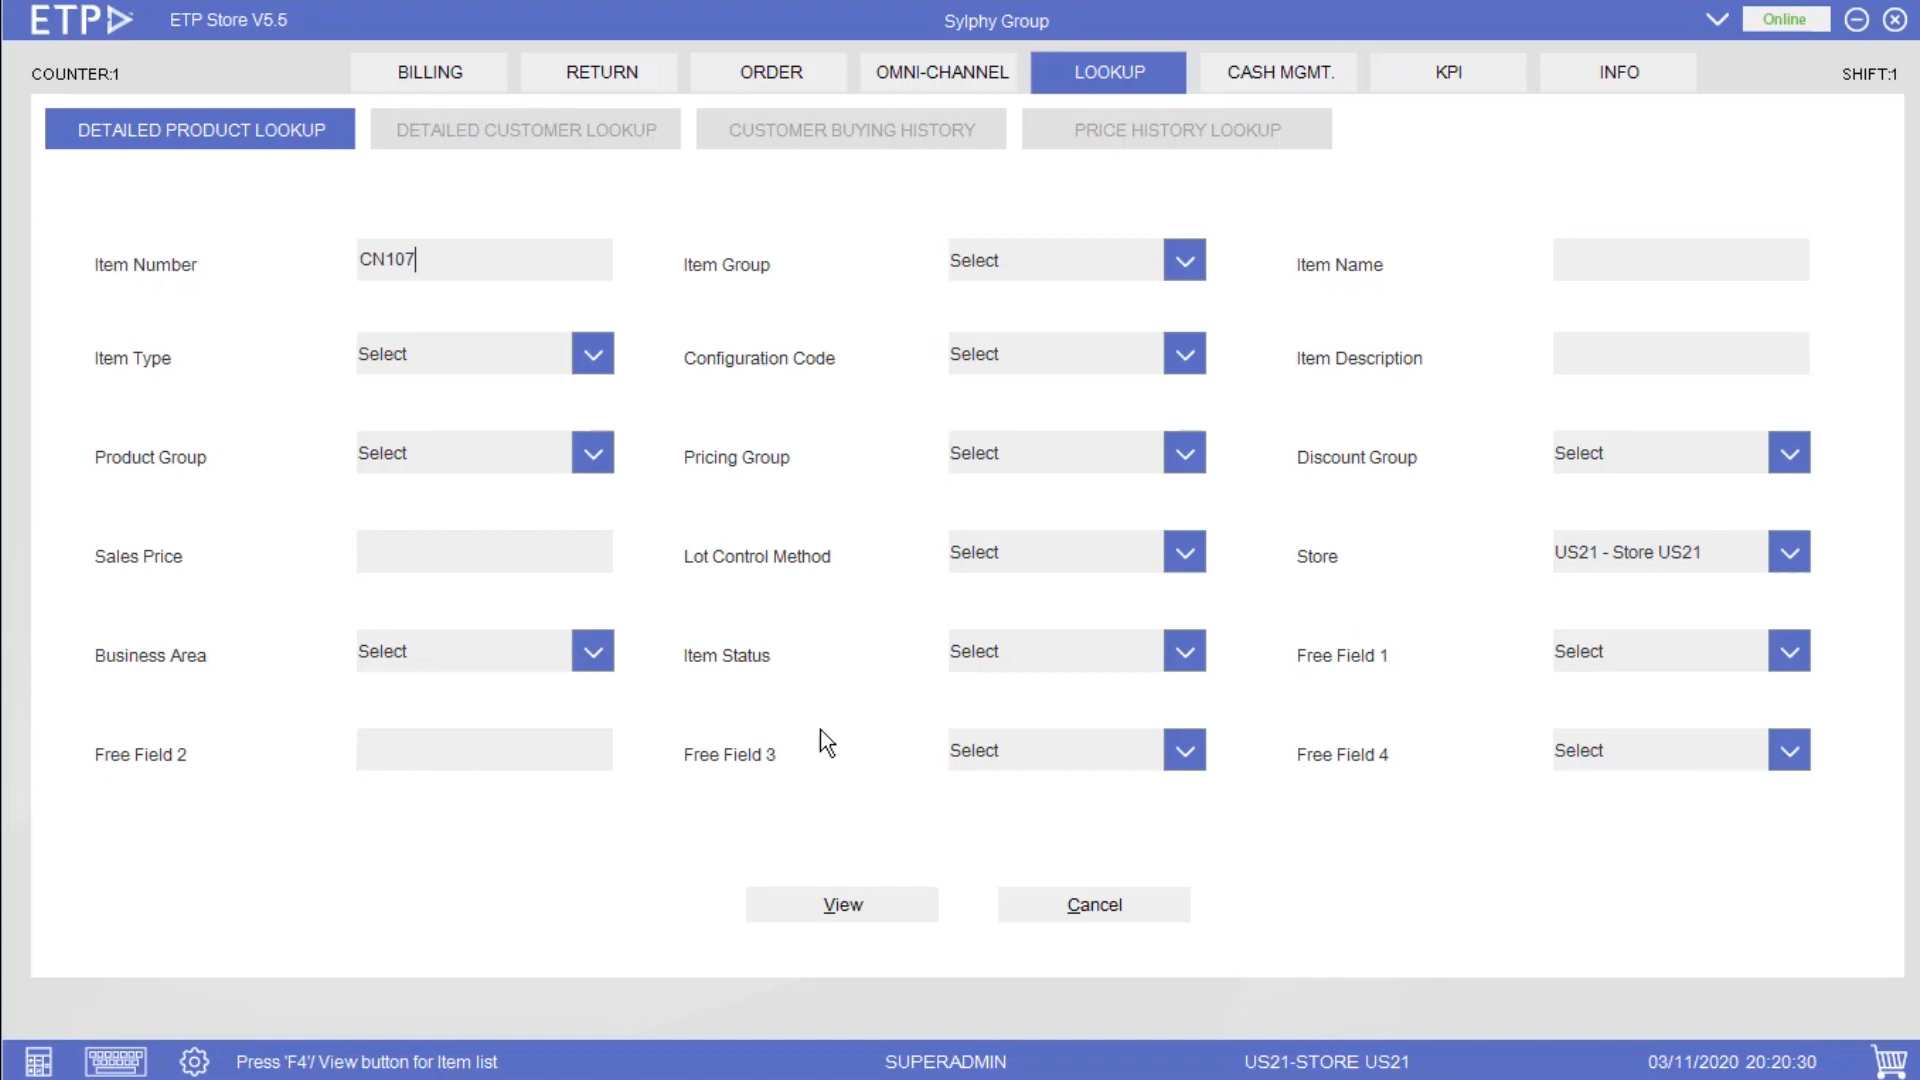 ETP ETP Store V5.5 Sylphy Group Online
COUNTER:1 BILLING RETURN ORDER OMNI-CHANNEL LOOKUP CASH MGMT. KPI INFO SHIFT:1
DETAILED PRODUCT LOOKUP DETAILED CUSTOMER LOOKUP CUSTOMER BUYING HISTORY PRICE HISTORY LOOKUP
Item Number CN107 Item Group Select Item Name
Item Type Select Configuration Code Select Item Description
Product Group Select Pricing Group Select Discount Group Select
Sales Price Lot Control Method Select Store US21 - Store US21
Business Area Select Item Status Select Free Field 1 Select
Free Field 2 Free Field 3 Select Free Field 4 Select
View Cancel
Press 'F4'/ View button for Item list SUPERADMIN US21-STORE US21 03/11/2020 20:20:30